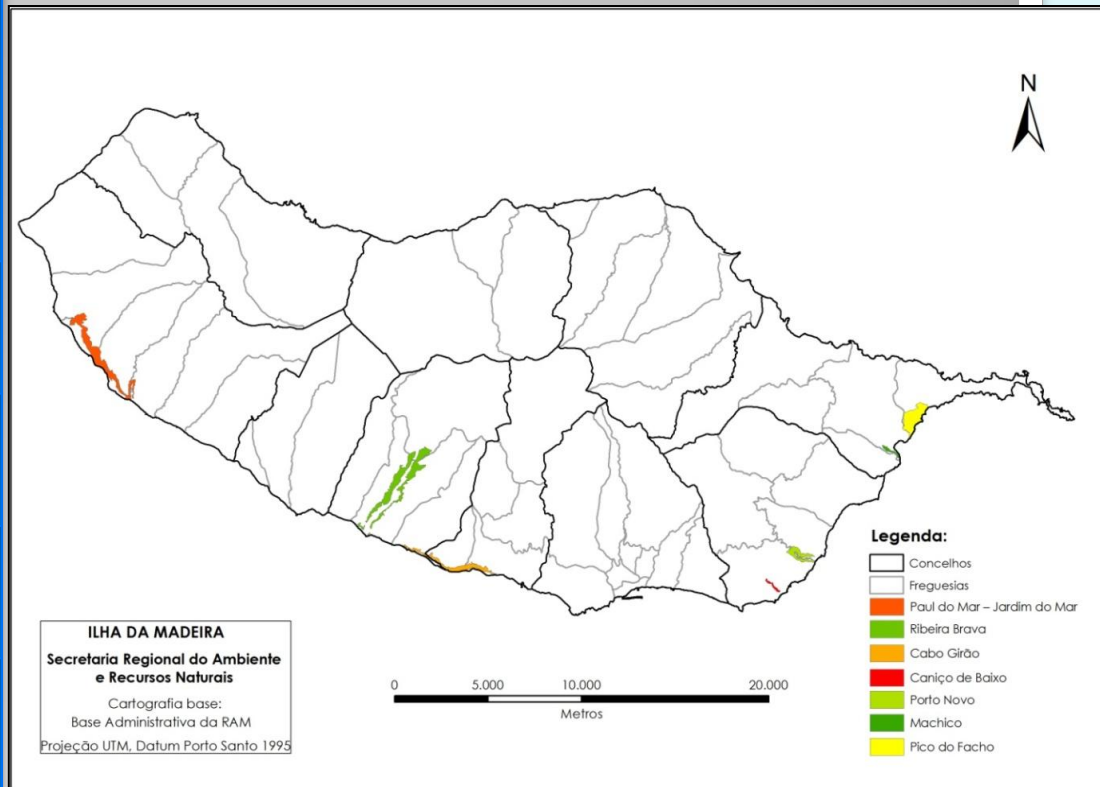 N
Legenda:
Concelhos
Freguesias
Paul do Mar – Jardim do Mar
Ribeira Brava
Cabo Girão
Caniço de Baixo
Porto Novo
Machico
Pico do Facho
ILHA DA MADEIRA
Secretaria Regional do Ambiente
e Recursos Naturais
Cartografia base:
Base Administrativa da RAM
Projeção UTM, Datum Porto Santo 1995
0 5.000 10.000 20.000
Metros